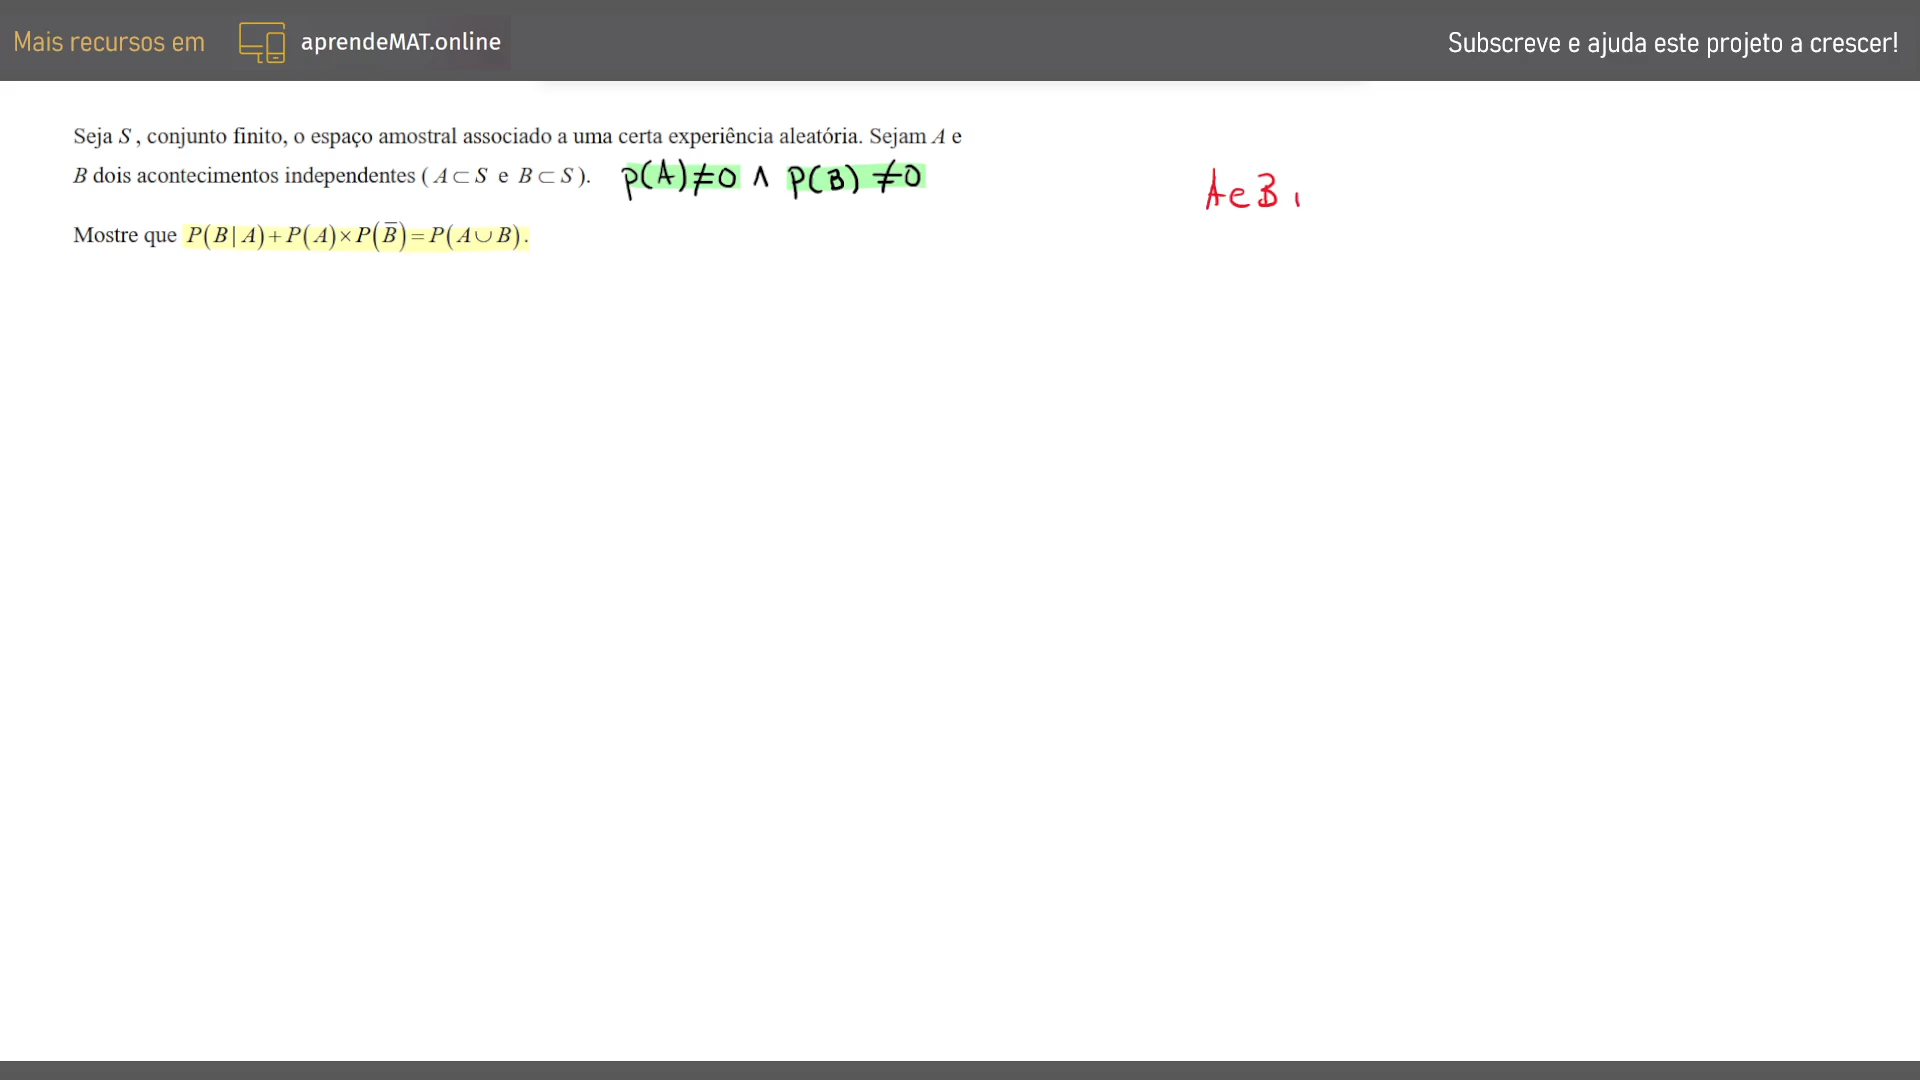 Mais recursos em aprendeMAT.online
Subscreve e ajuda este projeto a crescer!
Seja S, conjunto finito, o espaço amostral associado a uma certa experiência aleatória. Sejam A e
B dois acontecimentos independentes ( A ⊂ S e B ⊂ S ). P(A)≠0 ∧ P(B) ≠0
A e B
Mostre que P(B|A)+P(A)×P(B̅)=P(A∪B).